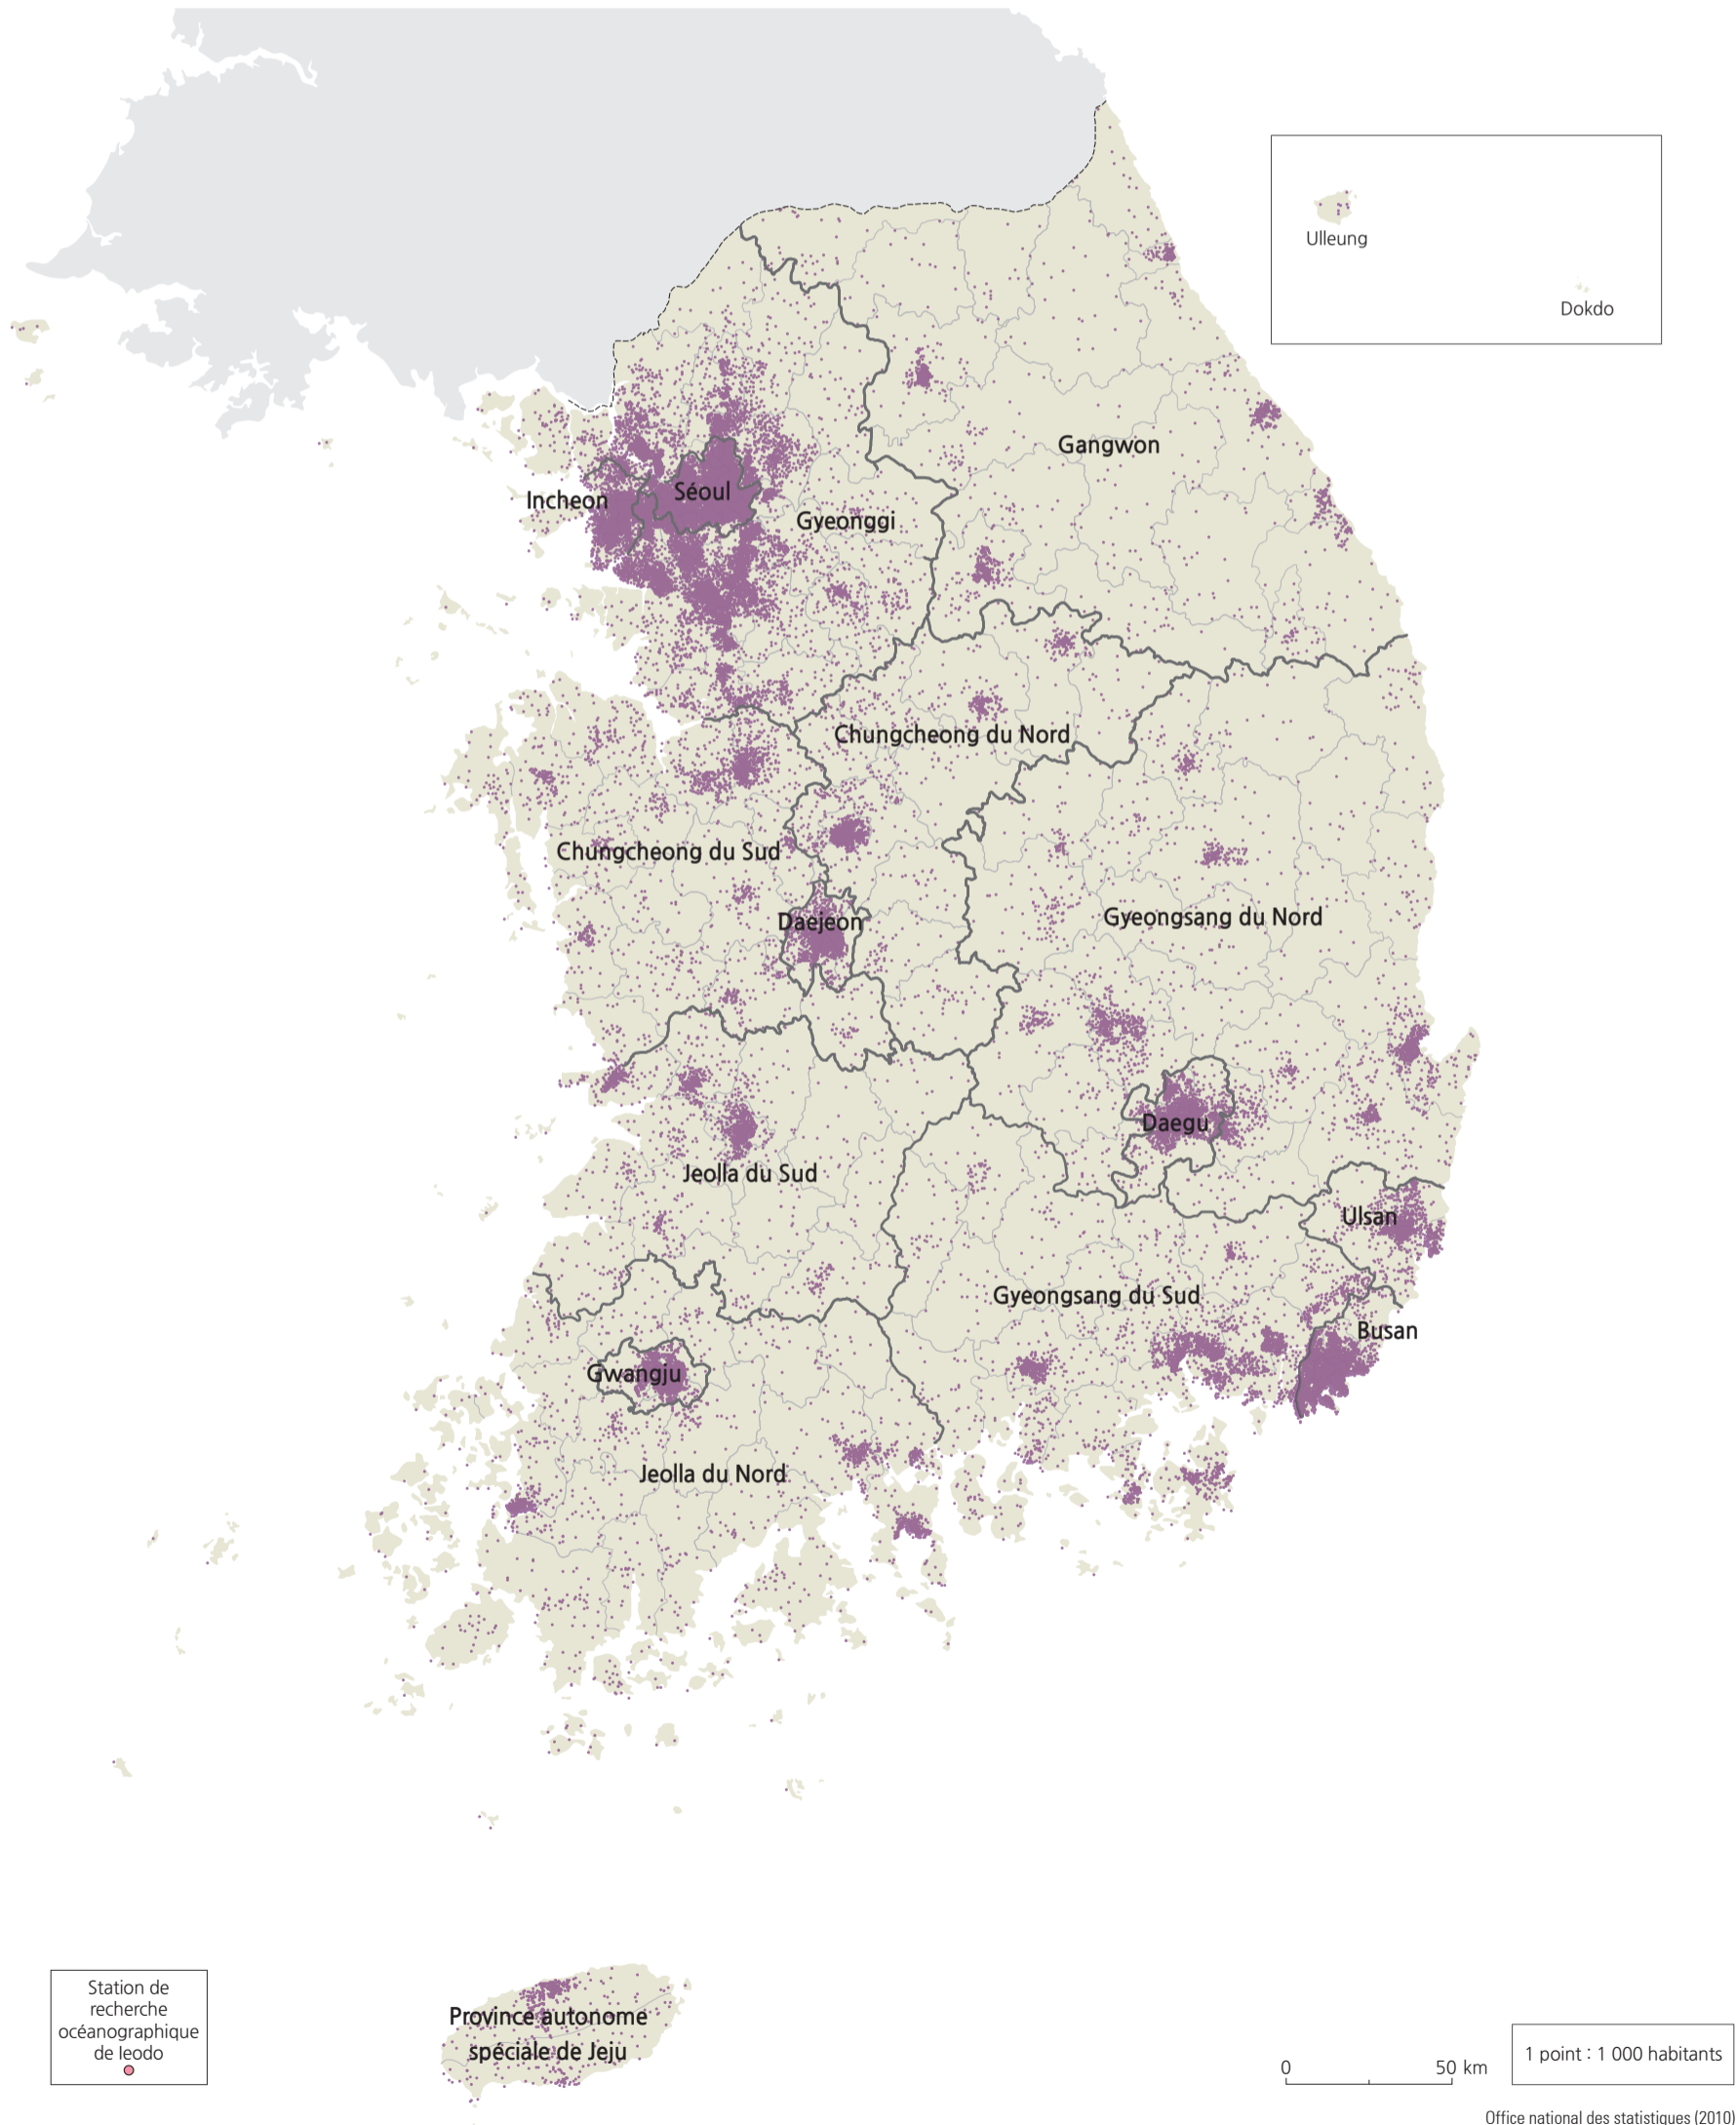 Ulleung
Dokdo
Gangwon
Séoul
Incheon
Gyeonggi
Chungcheong du Nord
Chungcheong du Sud
Gyeongsang du Nord
Daejeon
Daegu
Jeolla du Sud
Ulsan
Gyeongsang du Sud
Busan
Gwangju
Jeolla du Nord
Station de
recherche
océanographique
de Ieodo
Province autonome
spéciale de Jeju
0 50 km
1 point : 1 000 habitants
Office national des statistiques (2010)